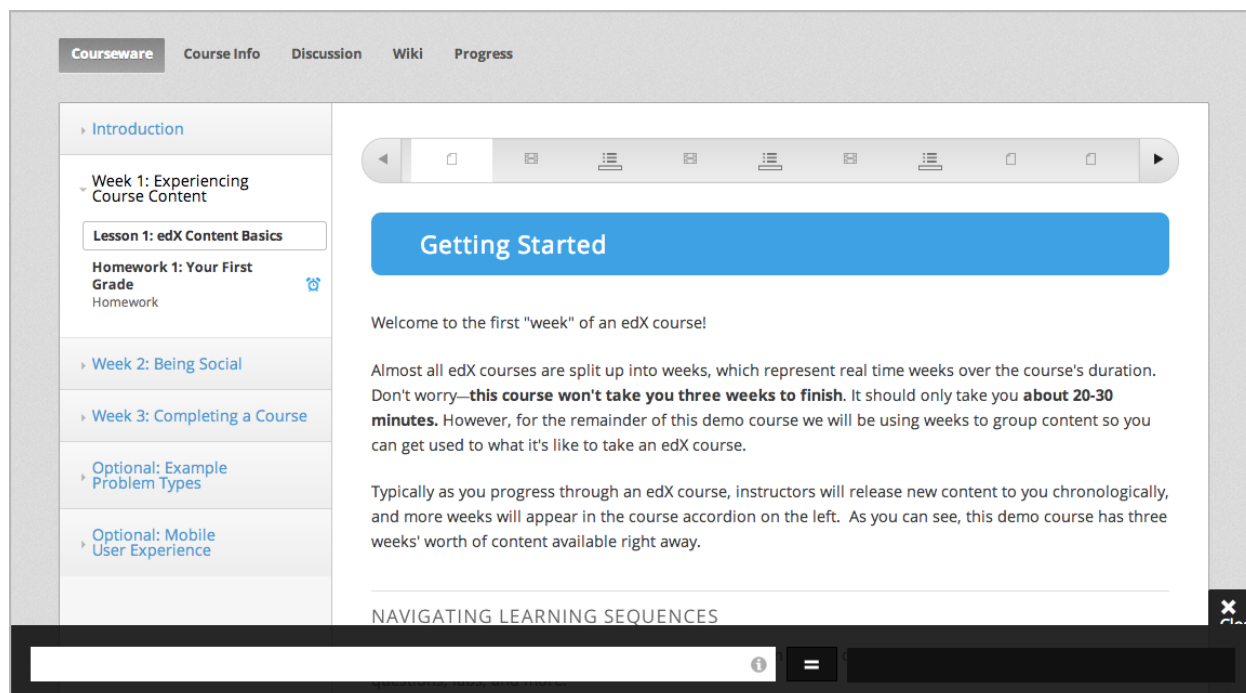 Courseware Course Info Discussion Wiki Progress
Introduction
Week 1: Experiencing
Course Content
Lesson 1: edX Content Basics
Homework 1: Your First
Grade
Homework
Week 2: Being Social
Week 3: Completing a Course
Optional: Example
Problem Types
Optional: Mobile
User Experience
Getting Started
Welcome to the first "week" of an edX course!
Almost all edX courses are split up into weeks, which represent real time weeks over the course's duration.
Don't worry—this course won't take you three weeks to finish. It should only take you about 20-30
minutes. However, for the remainder of this demo course we will be using weeks to group content so you
can get used to what it's like to take an edX course.
Typically as you progress through an edX course, instructors will release new content to you chronologically,
and more weeks will appear in the course accordion on the left.  As you can see, this demo course has three
weeks' worth of content available right away.
NAVIGATING LEARNING SEQUENCES
=
questions, labs, and more.